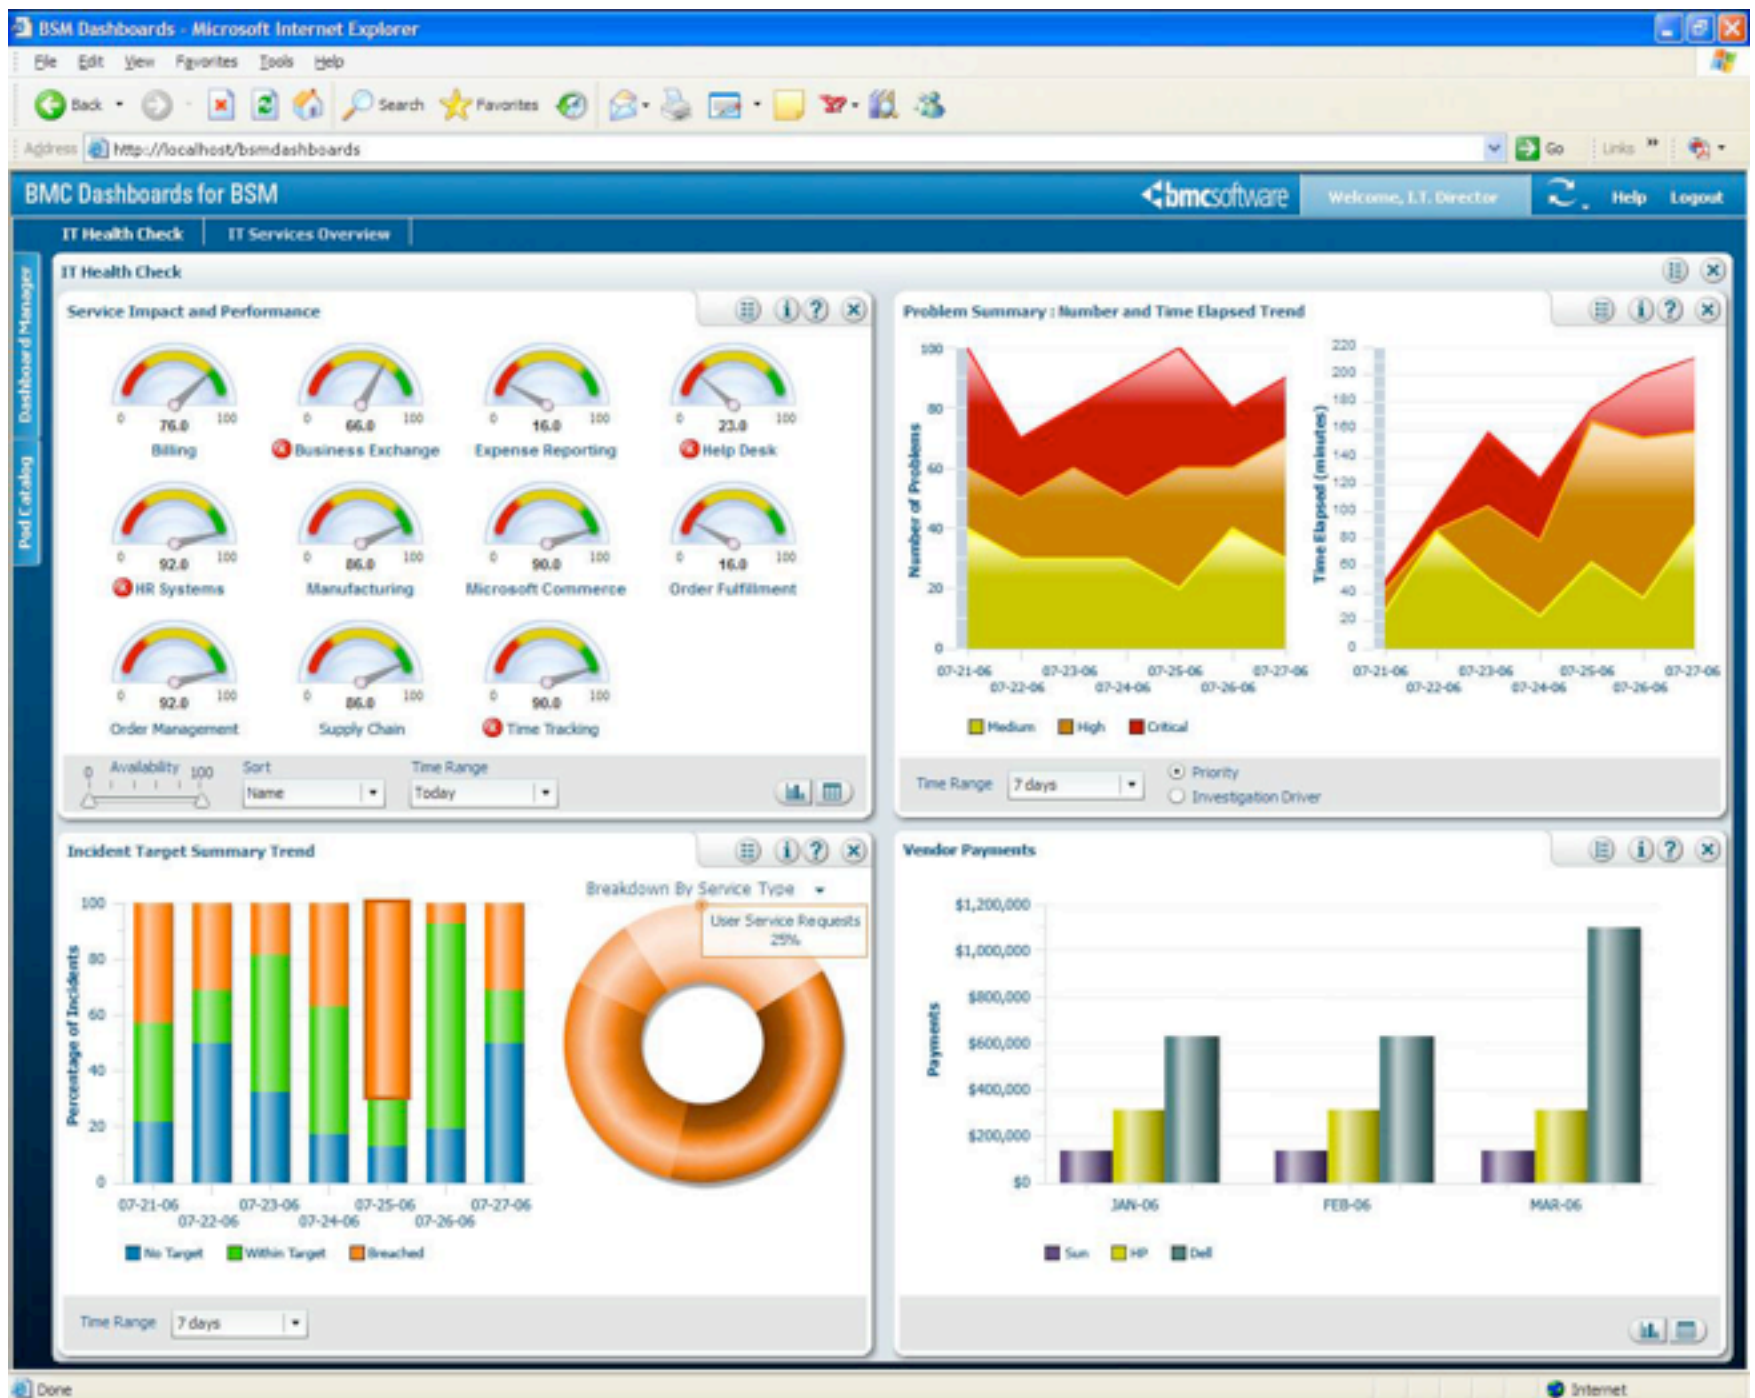 BSM Dashboards - Microsoft Internet Explorer
File Edit View Favorites Tools Help
Back Search Favorites
Address http://localhost/bsmdashboards Go Links »
BMC Dashboards for BSM bmcsoftware Welcome, I.T. Director Help Logout
IT Health Check IT Services Overview
Dashboard Manager
Pod Catalog
IT Health Check
Service Impact and Performance
0 76.0 100
Billing
0 66.0 100
Business Exchange
0 16.0 100
Expense Reporting
0 23.0 100
Help Desk
0 92.0 100
HR Systems
0 86.0 100
Manufacturing
0 90.0 100
Microsoft Commerce
0 16.0 100
Order Fulfillment
0 92.0 100
Order Management
0 86.0 100
Supply Chain
0 90.0 100
Time Tracking
0 Availability 100
Sort
Name
Time Range
Today
Problem Summary : Number and Time Elapsed Trend
Number of Problems
100
80
60
40
20
0
07-21-06 07-23-06 07-25-06 07-27-06
07-22-06 07-24-06 07-26-06
Time Elapsed (minutes)
220
200
180
160
140
120
100
80
60
40
20
0
07-21-06 07-23-06 07-25-06 07-27-06
07-22-06 07-24-06 07-26-06
Medium High Critical
Time Range 7 days
Priority
Investigation Driver
Incident Target Summary Trend
Percentage of Incidents
100
80
60
40
20
0
07-21-06 07-23-06 07-25-06 07-27-06
07-22-06 07-24-06 07-26-06
No Target Within Target Breached
Breakdown By Service Type
User Service Requests
25%
Time Range 7 days
Vendor Payments
Payments
$1,200,000
$1,000,000
$800,000
$600,000
$400,000
$200,000
$0
JAN-06 FEB-06 MAR-06
Sun HP Dell
Done Internet